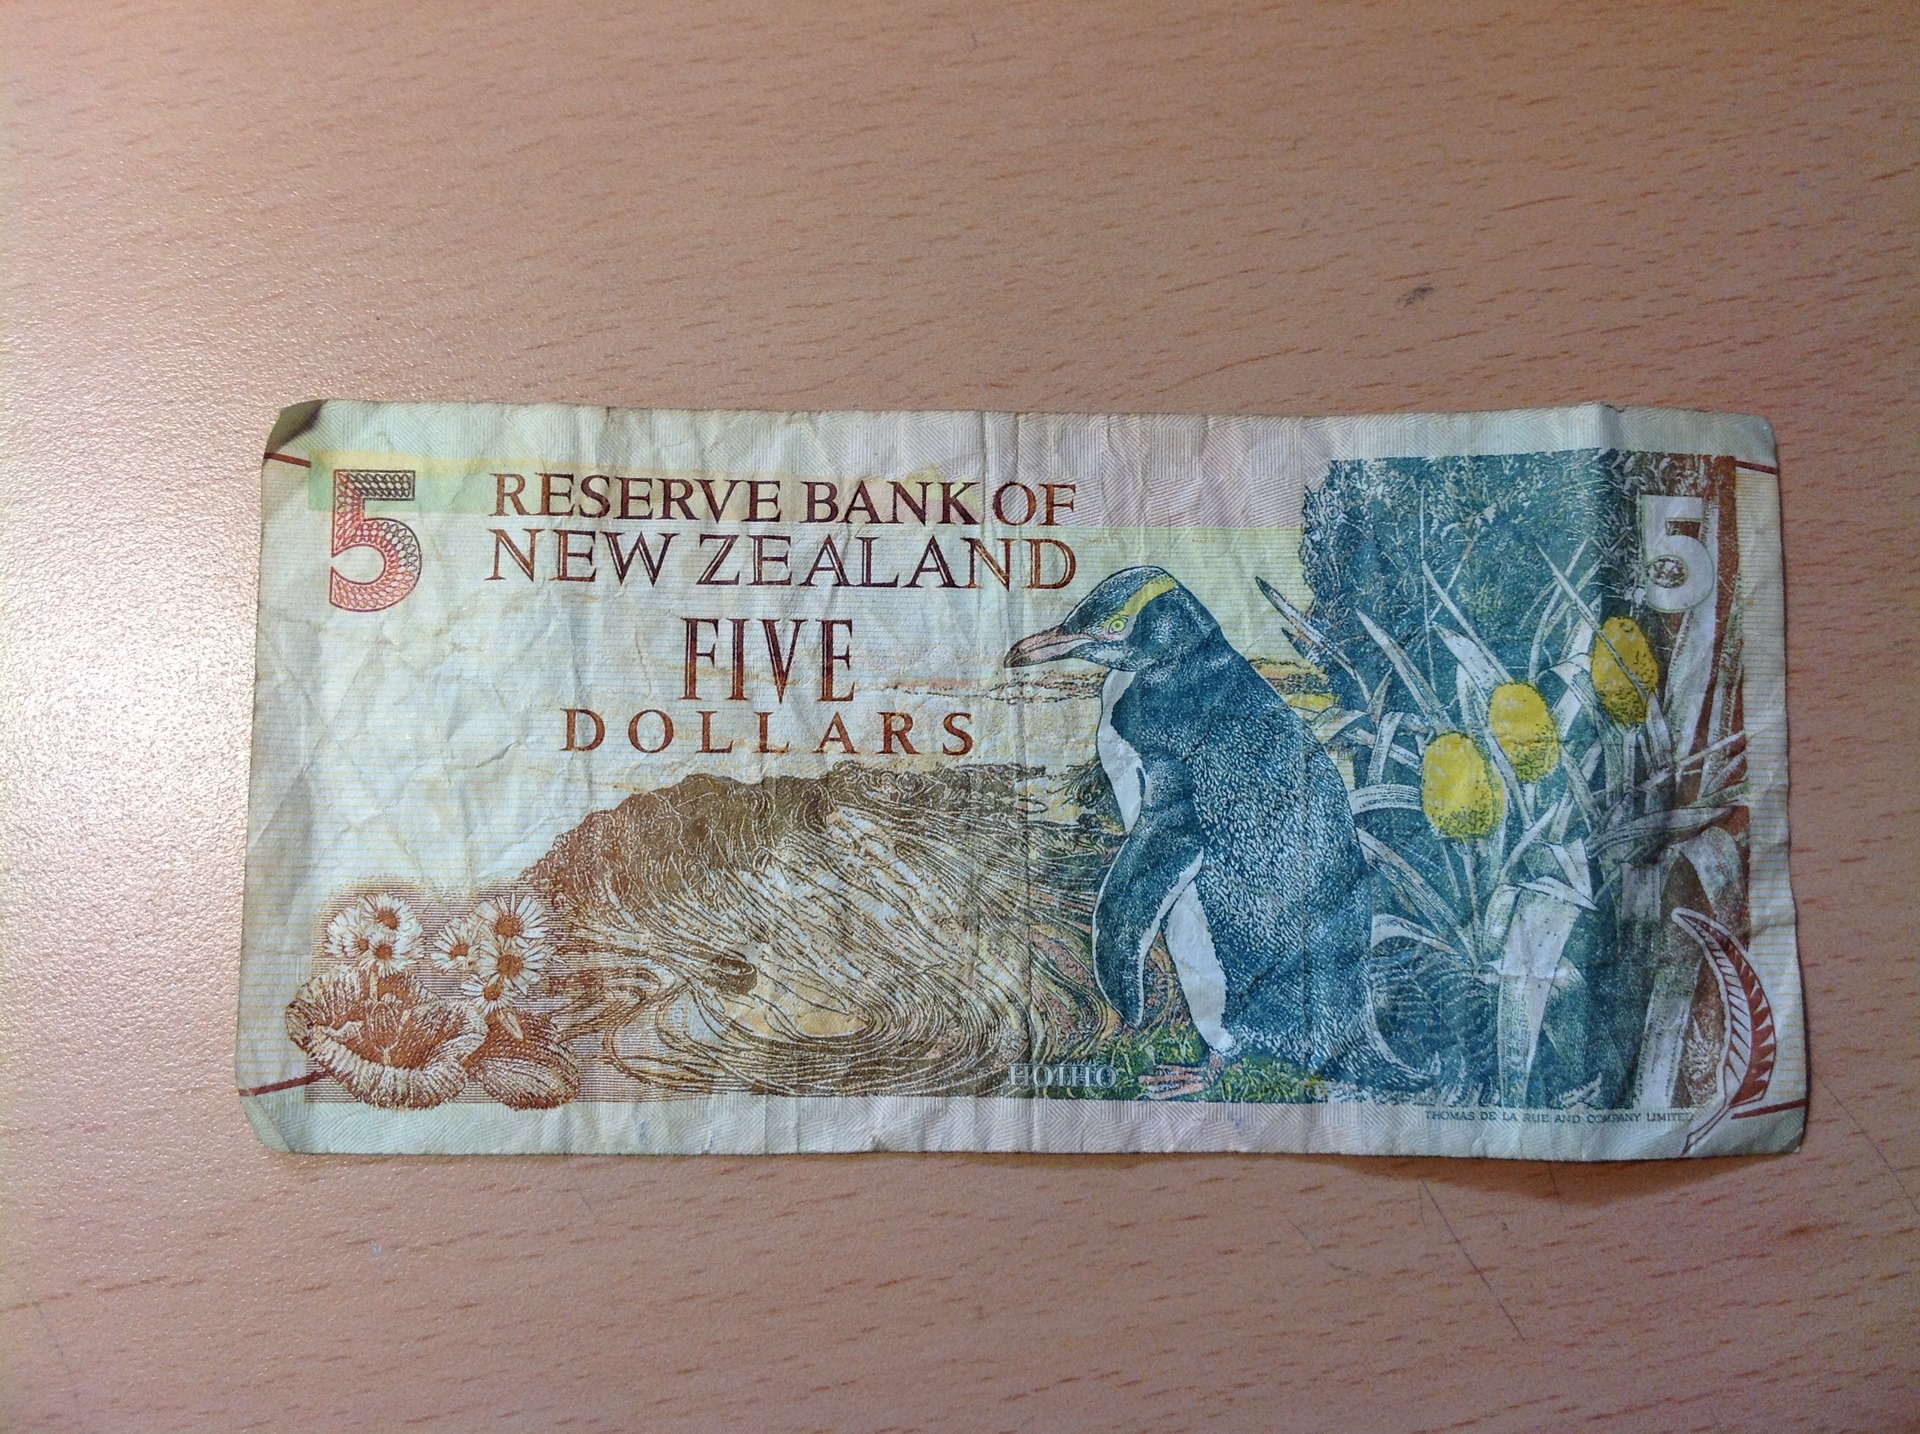 5
RESERVE BANK OF
NEW ZEALAND
FIVE
DOLLARS
5
HOIHO
THOMAS DE LA RUE AND COMPANY LIMITED